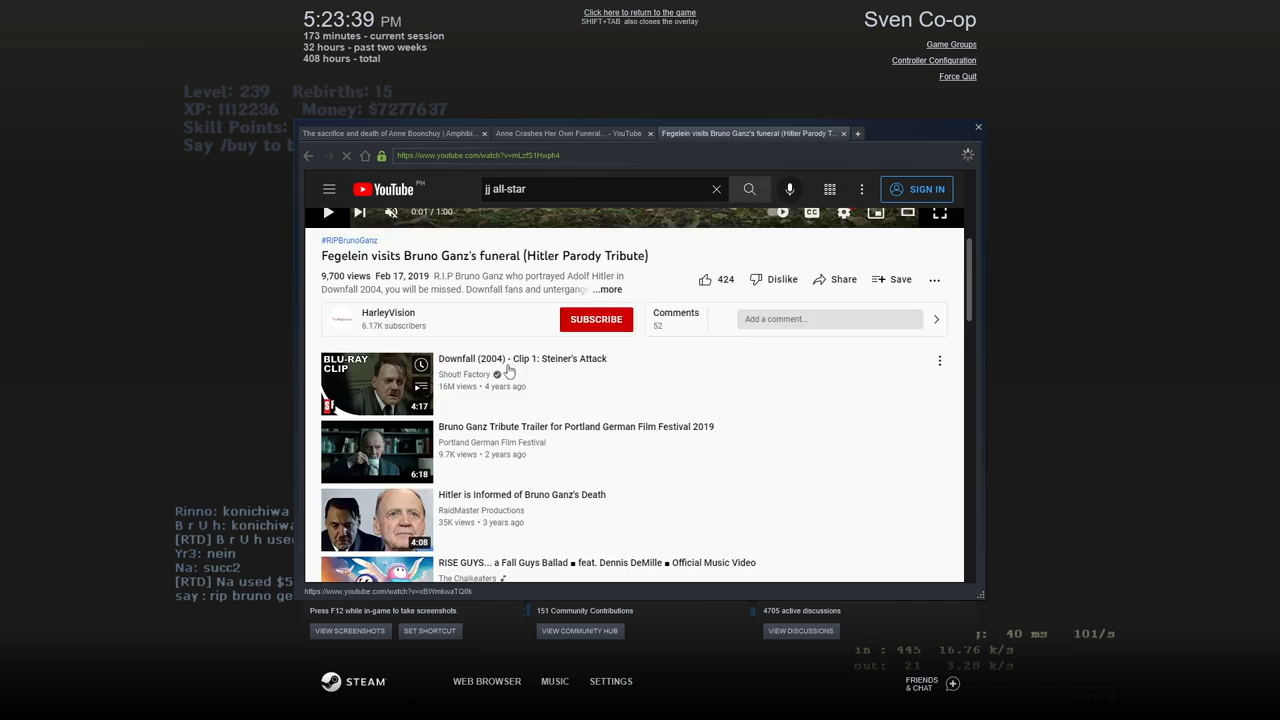 5:23:39 PM
173 minutes - current session
32 hours - past two weeks
408 hours - total
Click here to return to the game
SHIFT+TAB also closes the overlay
Sven Co-op
Game Groups
Controller Configuration
Force Quit
Level: 239 Rebirths: 15
XP: 1112236 Money: $7277637
Skill Points:
Say /buy to b
The sacrifice and death of Anne Boonchuy | Amphibi...
Anne Crashes Her Own Funeral... - YouTube
Fegelein visits Bruno Ganz's funeral (Hitler Parody T...
https://www.youtube.com/watch?v=mLzfS1Hwph4
YouTube PH
jj all-star
SIGN IN
0:01 / 1:00
#RIPBrunoGanz
Fegelein visits Bruno Ganz's funeral (Hitler Parody Tribute)
9,700 views Feb 17, 2019 R.I.P Bruno Ganz who portrayed Adolf Hitler in
Downfall 2004, you will be missed. Downfall fans and untergange ...more
424
Dislike
Share
Save
HarleyVision
6.17K subscribers
SUBSCRIBE
Comments
52
Add a comment...
BLU-RAY
CLIP
4:17
Downfall (2004) - Clip 1: Steiner's Attack
Shout! Factory
16M views • 4 years ago
6:18
Bruno Ganz Tribute Trailer for Portland German Film Festival 2019
Portland German Film Festival
9.7K views • 2 years ago
4:08
Hitler is Informed of Bruno Ganz's Death
RaidMaster Productions
35K views • 3 years ago
RISE GUYS... a Fall Guys Ballad ■ feat. Dennis DeMille ■ Official Music Video
The Chalkeaters
https://www.youtube.com/watch?v=xBWmkwaTQ0k
Rinno: konichiwa
B r U h: konichiwa
[RTD] B r U h used
Yr3: nein
Na: succ2
[RTD] Na used $5
say : rip bruno ge
Press F12 while in-game to take screenshots.
VIEW SCREENSHOTS
SET SHORTCUT
151 Community Contributions
VIEW COMMUNITY HUB
4705 active discussions
VIEW DISCUSSIONS
40 ms 101/s
in : 445 16.76 k/s
out: 21 3.28 k/s
STEAM
WEB BROWSER
MUSIC
SETTINGS
FRIENDS
& CHAT